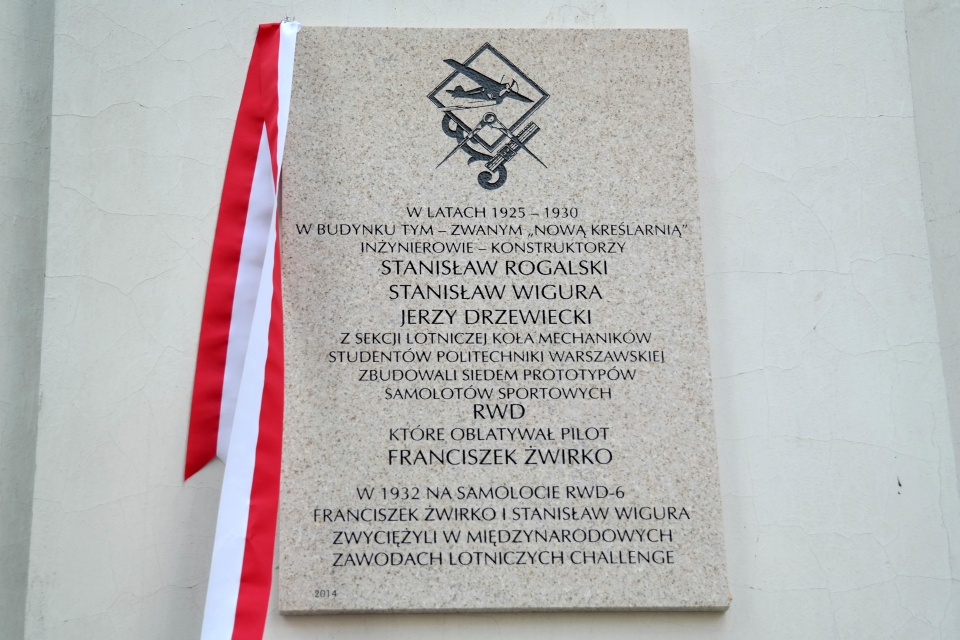 W LATACH 1925 – 1930
W BUDYNKU TYM – ZWANYM „NOWĄ KREŚLARNIĄ”
INŻYNIEROWIE – KONSTRUKTORZY
STANISŁAW ROGALSKI
STANISŁAW WIGURA
JERZY DRZEWIECKI
Z SEKCJI LOTNICZEJ KOŁA MECHANIKÓW
STUDENTÓW POLITECHNIKI WARSZAWSKIEJ
ZBUDOWALI SIEDEM PROTOTYPÓW
SAMOLOTÓW SPORTOWYCH
RWD
KTÓRE OBLATYWAŁ PILOT
FRANCISZEK ŻWIRKO
W 1932 NA SAMOLOCIE RWD-6
FRANCISZEK ŻWIRKO I STANISŁAW WIGURA
ZWYCIĘŻYLI W MIĘDZYNARODOWYCH
ZAWODACH LOTNICZYCH CHALLENGE
2014